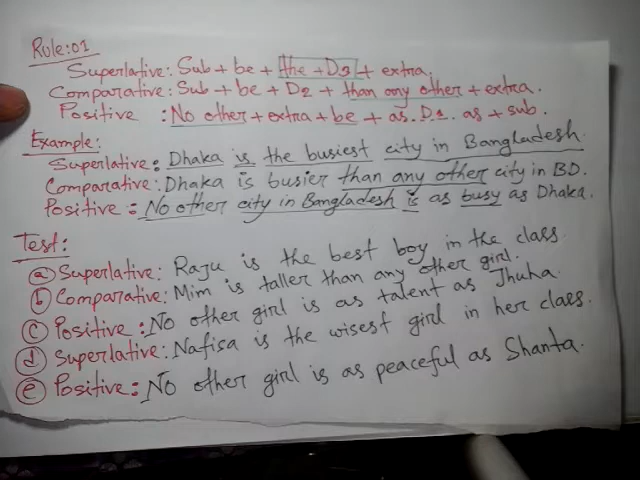 Rule:01
Superlative: Sub + be + the + D3 + extra.
Comparative: Sub + be + D2 + than any other + extra.
Positive : No other + extra + be + as. D1. as + sub.
Example:
Superlative: Dhaka is the busiest city in Bangladesh.
Comparative: Dhaka is busier than any other city in BD.
Positive: No other city in Bangladesh is as busy as Dhaka.
Test:
(a) Superlative: Raju is the best boy in the class.
(b) Comparative: Mim is taller than any other girl.
(c) Positive: No other girl is as talent as Jhuha.
(d) Superlative: Nafisa is the wisest girl in her class.
(e) Positive: No other girl is as peaceful as Shanta.